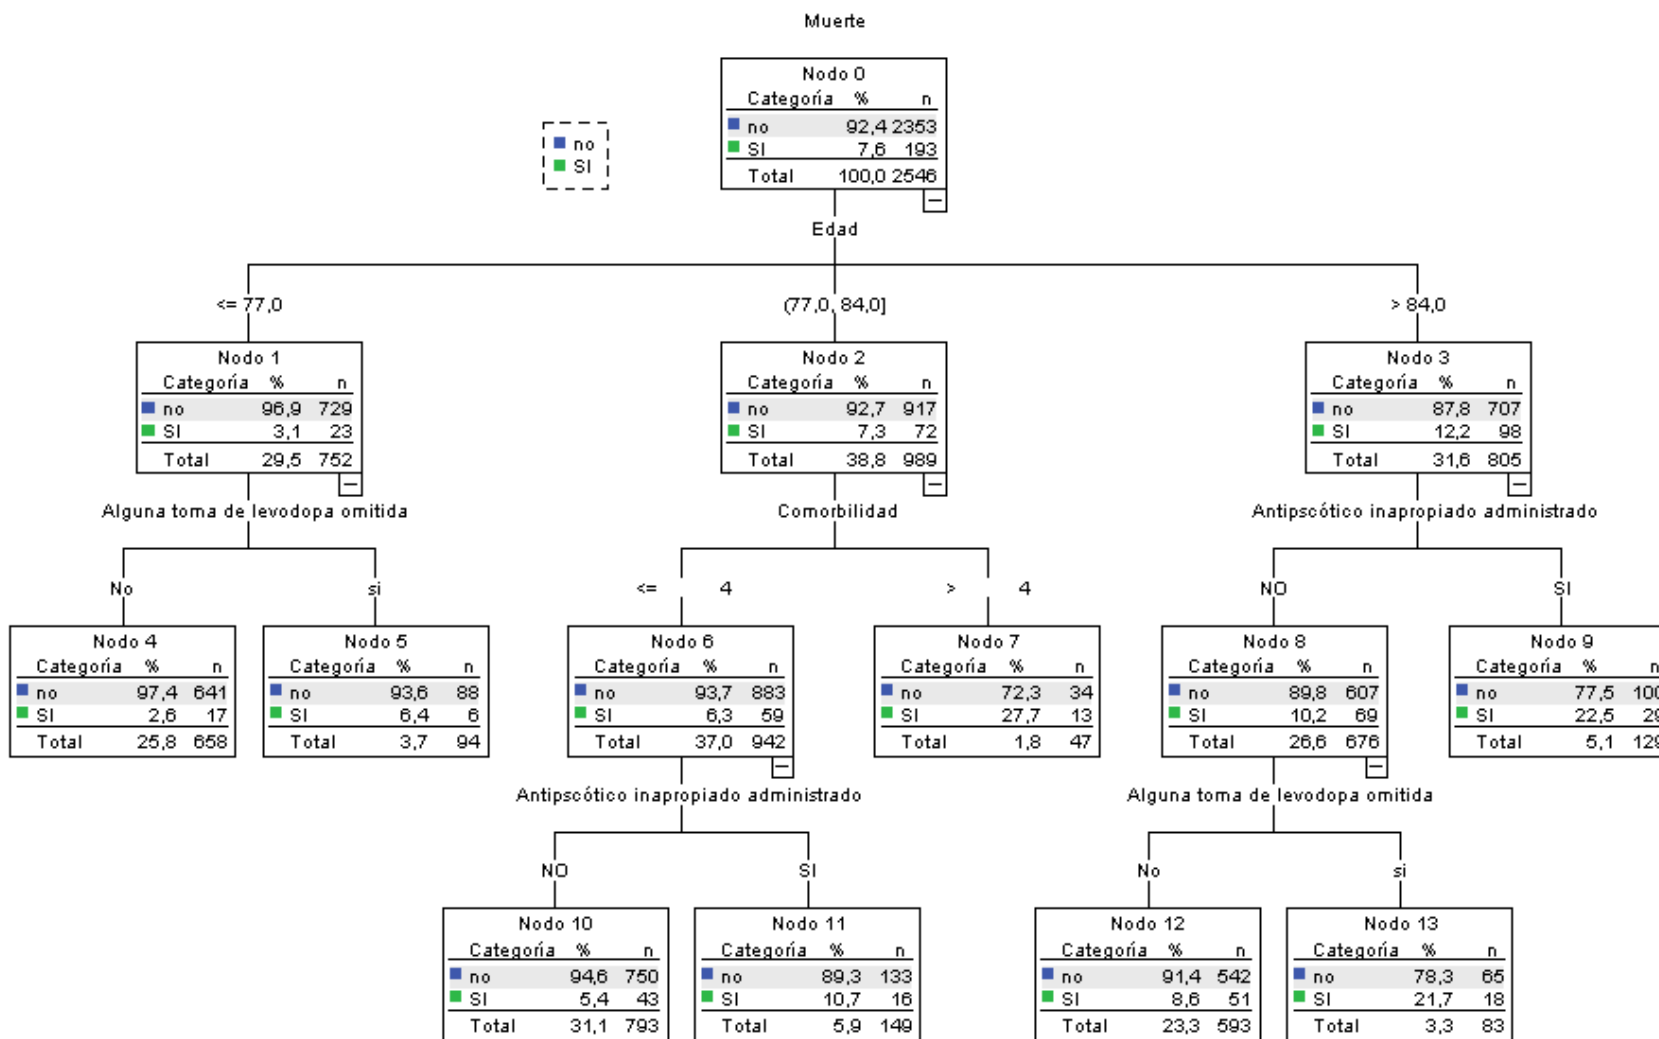 Muerte
Nodo 0
Categoría % n
no 92,4 2353
SI 7,6 193
Total 100,0 2546
no
SI
Edad
<= 77,0
(77,0, 84,0]
> 84,0
Nodo 1
Categoría % n
no 96,9 729
SI 3,1 23
Total 29,5 752
Nodo 2
Categoría % n
no 92,7 917
SI 7,3 72
Total 38,8 989
Nodo 3
Categoría % n
no 87,8 707
SI 12,2 98
Total 31,6 805
Alguna toma de levodopa omitida
Comorbilidad
Antipscótico inapropiado administrado
No
si
<= 4
> 4
NO
SI
Nodo 4
Categoría % n
no 97,4 641
SI 2,6 17
Total 25,8 658
Nodo 5
Categoría % n
no 93,6 88
SI 6,4 6
Total 3,7 94
Nodo 6
Categoría % n
no 93,7 883
SI 6,3 59
Total 37,0 942
Nodo 7
Categoría % n
no 72,3 34
SI 27,7 13
Total 1,8 47
Nodo 8
Categoría % n
no 89,8 607
SI 10,2 69
Total 26,6 676
Nodo 9
Categoría % n
no 77,5 100
SI 22,5 29
Total 5,1 129
Antipscótico inapropiado administrado
Alguna toma de levodopa omitida
NO
SI
No
si
Nodo 10
Categoría % n
no 94,6 750
SI 5,4 43
Total 31,1 793
Nodo 11
Categoría % n
no 89,3 133
SI 10,7 16
Total 5,9 149
Nodo 12
Categoría % n
no 91,4 542
SI 8,6 51
Total 23,3 593
Nodo 13
Categoría % n
no 78,3 65
SI 21,7 18
Total 3,3 83